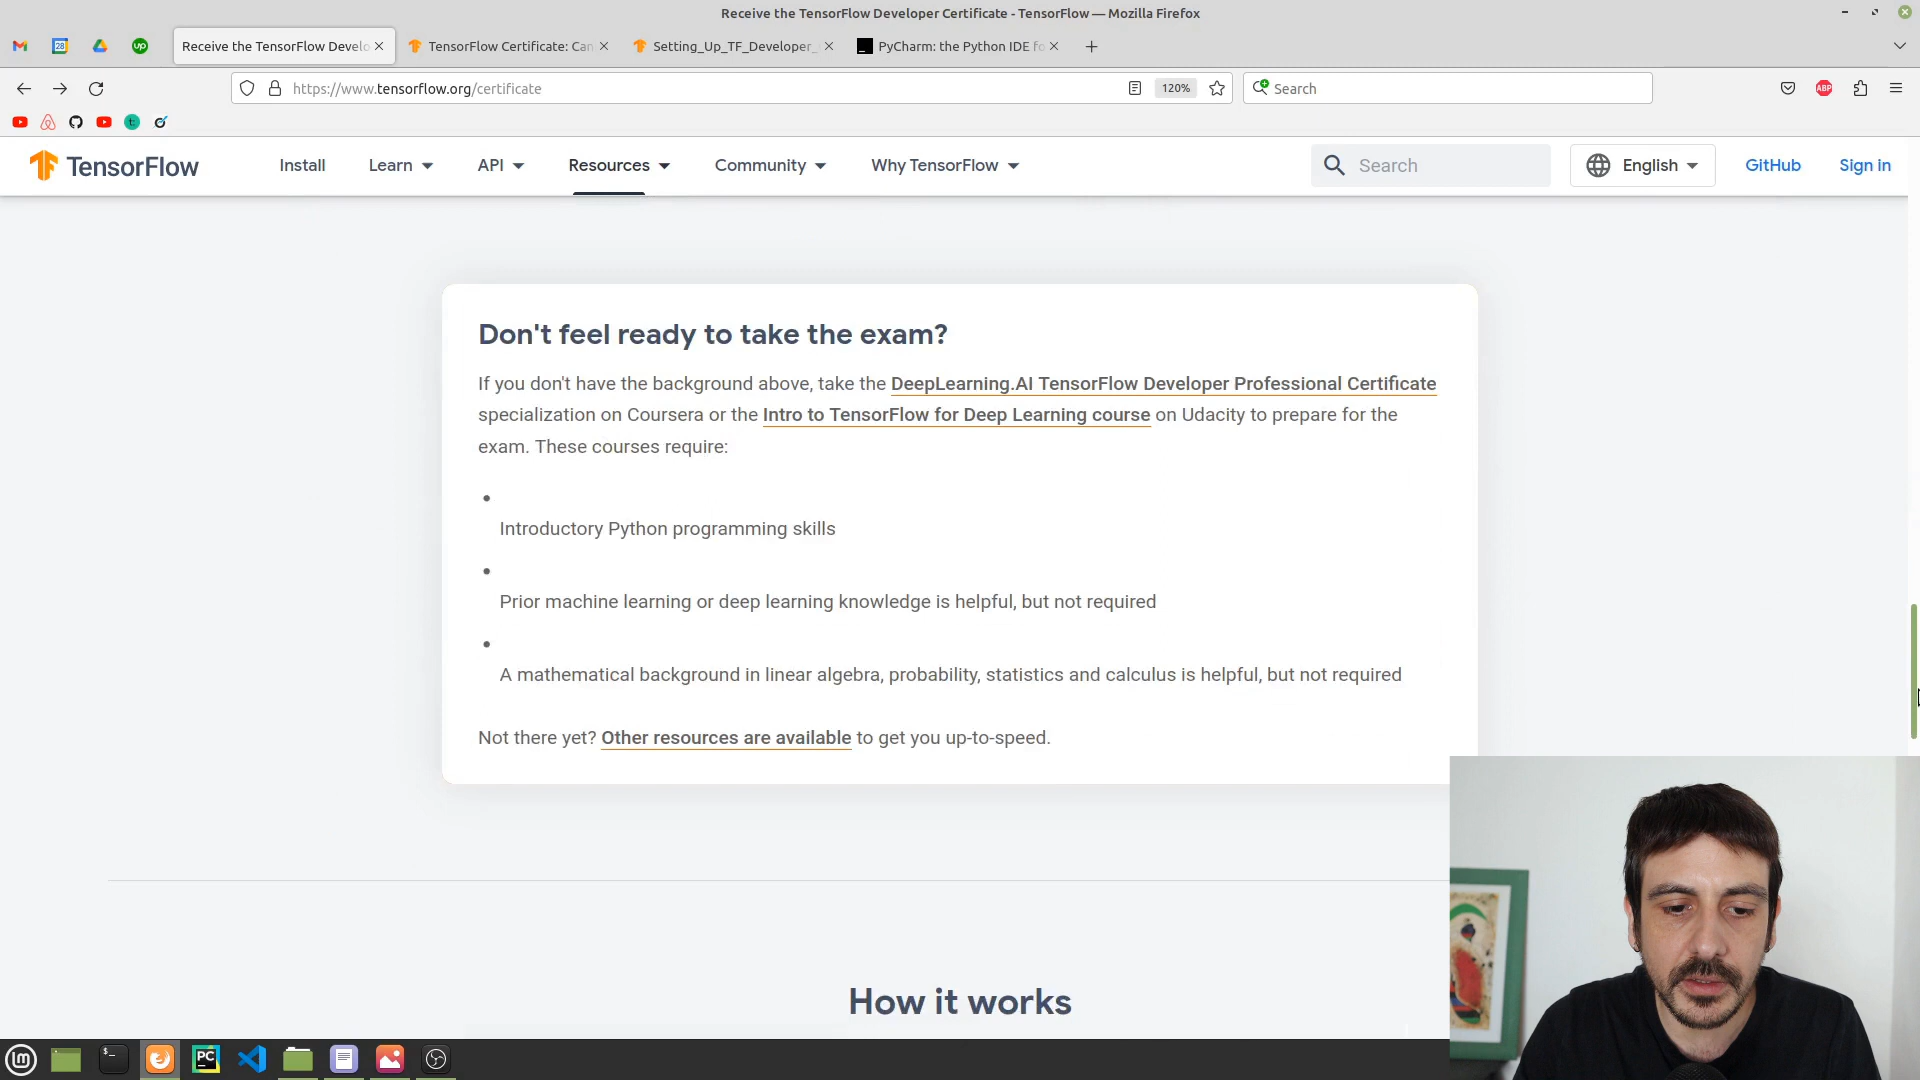 Receive the TensorFlow Developer Certificate - TensorFlow — Mozilla Firefox
28
up
Receive the TensorFlow Develo
TensorFlow Certificate: Can
Setting_Up_TF_Developer_
PyCharm: the Python IDE fo
https://www.tensorflow.org/certificate
120%
Search
ABP
TensorFlow
Install
Learn
API
Resources
Community
Why TensorFlow
Search
English
GitHub
Sign in
Don't feel ready to take the exam?
If you don't have the background above, take the DeepLearning.AI TensorFlow Developer Professional Certificate
specialization on Coursera or the Intro to TensorFlow for Deep Learning course on Udacity to prepare for the
exam. These courses require:
Introductory Python programming skills
Prior machine learning or deep learning knowledge is helpful, but not required
A mathematical background in linear algebra, probability, statistics and calculus is helpful, but not required
Not there yet? Other resources are available to get you up-to-speed.
How it works
PC